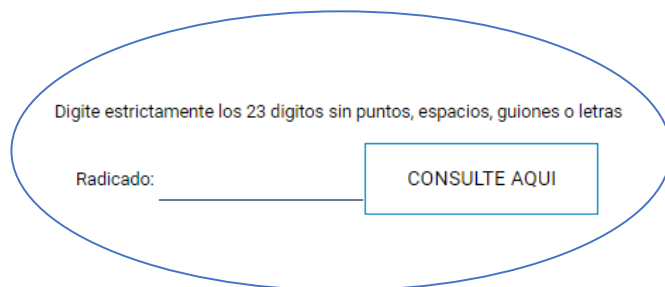 Digite estrictamente los 23 digitos sin puntos, espacios, guiones o letras
Radicado: CONSULTE AQUI